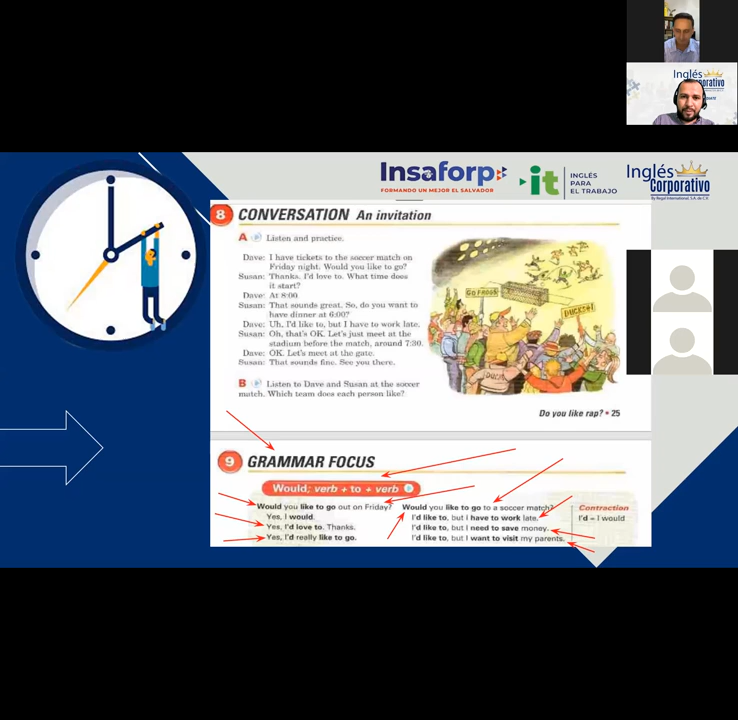 Inglés
Corporativo
Insaforp
FORMANDO UN MEJOR EL SALVADOR
it
INGLÉS
PARA
EL TRABAJO
Inglés
Corporativo
8 CONVERSATION An invitation
A Listen and practice.
Dave: I have tickets to the soccer match on
Friday night. Would you like to go?
Susan: Thanks. I'd love to. What time does
it start?
Dave: At 8:00
Susan: That sounds great. So, do you want to
have dinner at 6:00?
Dave: Uh, I'd like to, but I have to work late.
Susan: Oh, that's OK. Let's just meet at the
stadium before the match, around 7:30.
Dave: OK. Let's meet at the gate.
Susan: That sounds fine. See you there.
B Listen to Dave and Susan at the soccer
match. Which team does each person like?
GO FROGS
DUCKS!
Do you like rap? • 25
9 GRAMMAR FOCUS
Would; verb + to + verb
Would you like to go out on Friday?
Yes, I would.
Yes, I'd love to. Thanks.
Yes, I'd really like to go.
Would you like to go to a soccer match?
I'd like to, but I have to work late.
I'd like to, but I need to save money.
I'd like to, but I want to visit my parents.
Contraction
I'd = I would